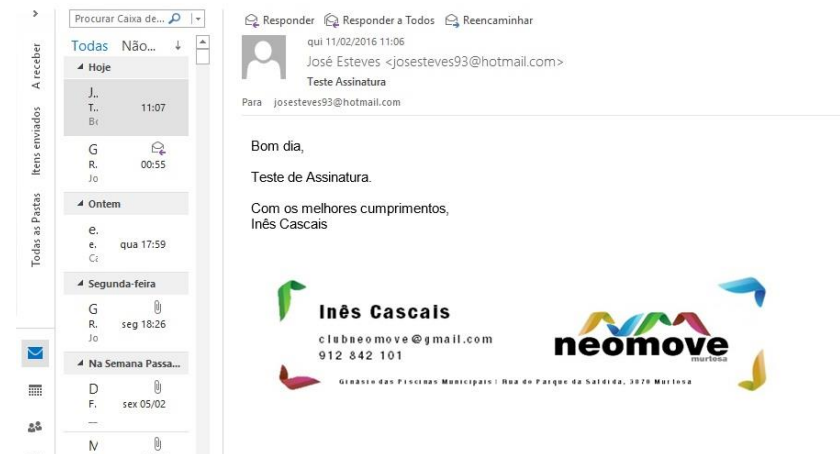 Procurar Caixa de...
Todas Não... ↓
Hoje
J..
T.. 11:07
G
R. 00:55
Jo
Ontem
e.
e. qua 17:59
Segunda-feira
G
R. seg 18:26
Jo
Na Semana Passa...
D
F. sex 05/02
M
A receber
Itens enviados
Todas as Pastas
Responder Responder a Todos Reencaminhar
qui 11/02/2016 11:06
José Esteves <josesteves93@hotmail.com>
Teste Assinatura
Para josesteves93@hotmail.com
Bom dia,
Teste de Assinatura.
Com os melhores cumprimentos,
Inês Cascais
Inês Cascais
clubneomove@gmail.com
912 842 101
neomove
murtosa
Ginásio das Piscinas Municipais | Rua do Parque da Saldida, 3870 Murtosa